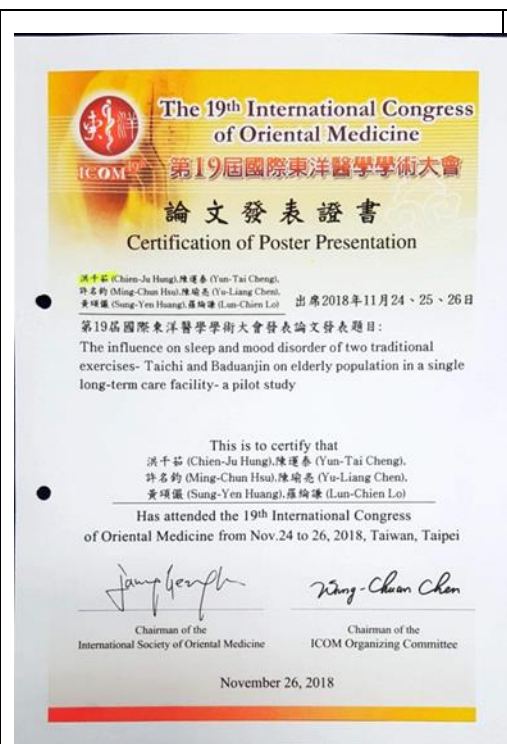 東洋
ICOM 19th
The 19th International Congress
of Oriental Medicine
第19屆國際東洋醫學學術大會
論文發表證書
Certification of Poster Presentation
洪千茹 (Chien-Ju Hung),陳運泰 (Yun-Tai Cheng),
許名鈞 (Ming-Chun Hsu),陳瑜亮 (Yu-Liang Chen),
黃頌儼 (Sung-Yen Huang),羅綸謙 (Lun-Chien Lo)
出席2018年11月24、25、26日
第19屆國際東洋醫學學術大會發表論文發表題目:
The influence on sleep and mood disorder of two traditional
exercises- Taichi and Baduanjin on elderly population in a single
long-term care facility- a pilot study
This is to certify that
洪千茹 (Chien-Ju Hung),陳運泰 (Yun-Tai Cheng),
許名鈞 (Ming-Chun Hsu),陳瑜亮 (Yu-Liang Chen),
黃頌儼 (Sung-Yen Huang),羅綸謙 (Lun-Chien Lo)
Has attended the 19th International Congress
of Oriental Medicine from Nov.24 to 26, 2018, Taiwan, Taipei
Wang-Chuan Chen
Chairman of the
International Society of Oriental Medicine
Chairman of the
ICOM Organizing Committee
November 26, 2018